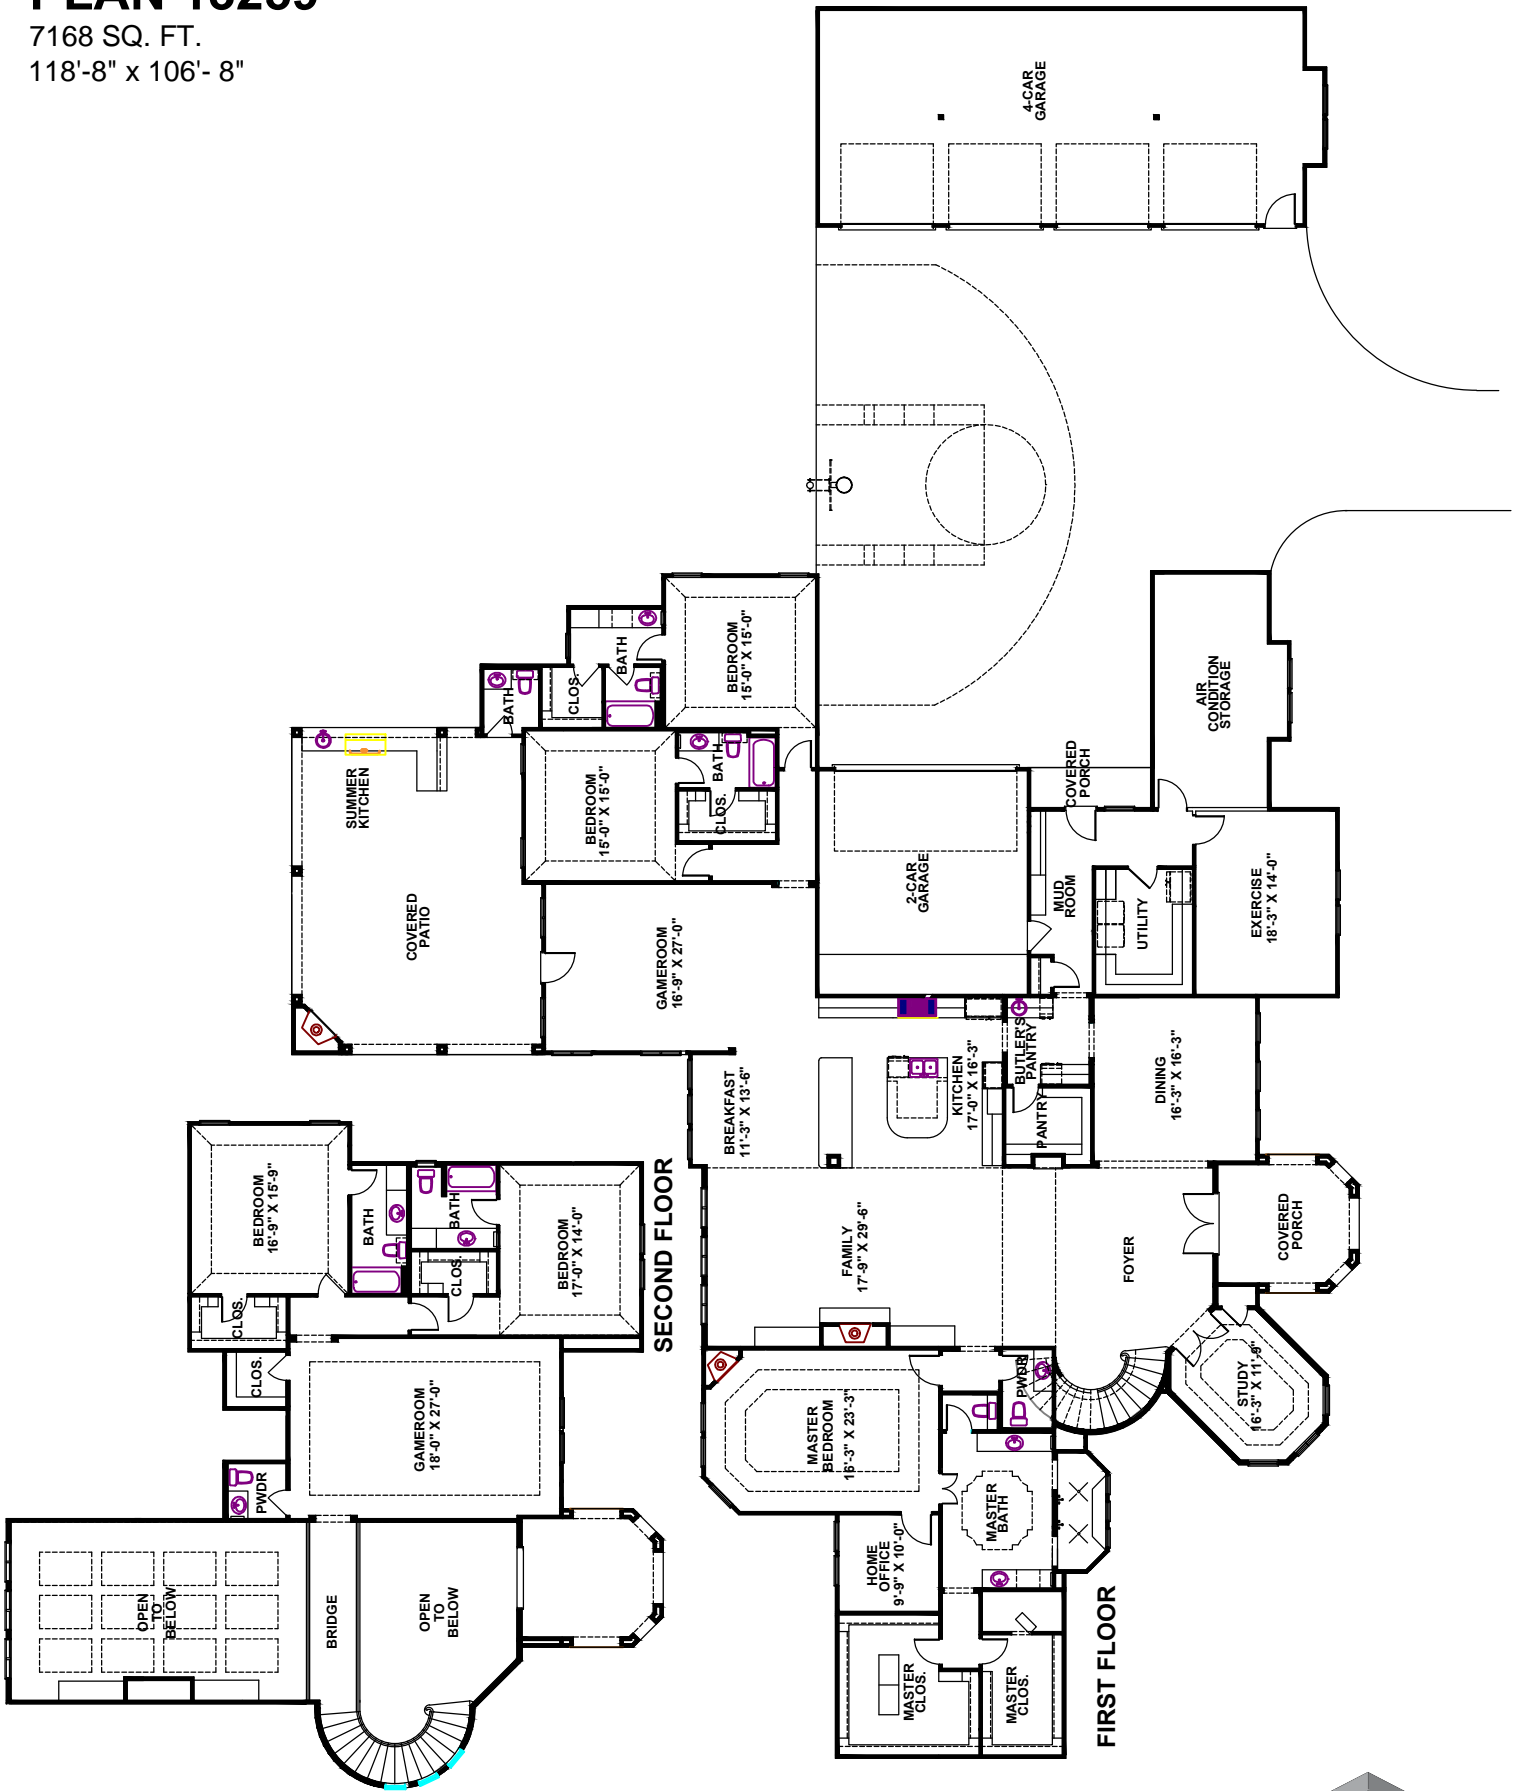 PLAN 18289
7168 SQ. FT.
118'-8" x 106'- 8"
4-CAR
GARAGE
BEDROOM
15'-0" X 15'-0"
BATH
CLOS.
BATH
AIR
CONDITION
STORAGE
COVERED
PORCH
SUMMER
KITCHEN
BEDROOM
15'-0" X 15'-0"
BATH
CLOS.
2-CAR
GARAGE
MUD
ROOM
UTILITY
EXERCISE
18'-3" X 14'-0"
COVERED
PATIO
GAMEROOM
16'-9" X 27'-0"
BREAKFAST
11'-3" X 13'-6"
KITCHEN
17'-0" X 16'-3"
BUTLER'S
PANTRY
PANTRY
DINING
16'-3" X 16'-3"
BEDROOM
16'-9" X 15'-9"
BATH
BATH
CLOS.
BEDROOM
17'-0" X 14'-0"
SECOND FLOOR
FAMILY
17'-9" X 29'-6"
FOYER
COVERED
PORCH
CLOS.
CLOS.
GAMEROOM
18'-0" X 27'-0"
PWDR
MASTER
BEDROOM
16'-3" X 23'-3"
PWDR
STUDY
16'-3" X 11'-9"
OPEN
TO
BELOW
BRIDGE
OPEN
TO
BELOW
HOME
OFFICE
9'-9" X 10'-0"
MASTER
BATH
MASTER
CLOS.
MASTER
CLOS.
FIRST FLOOR